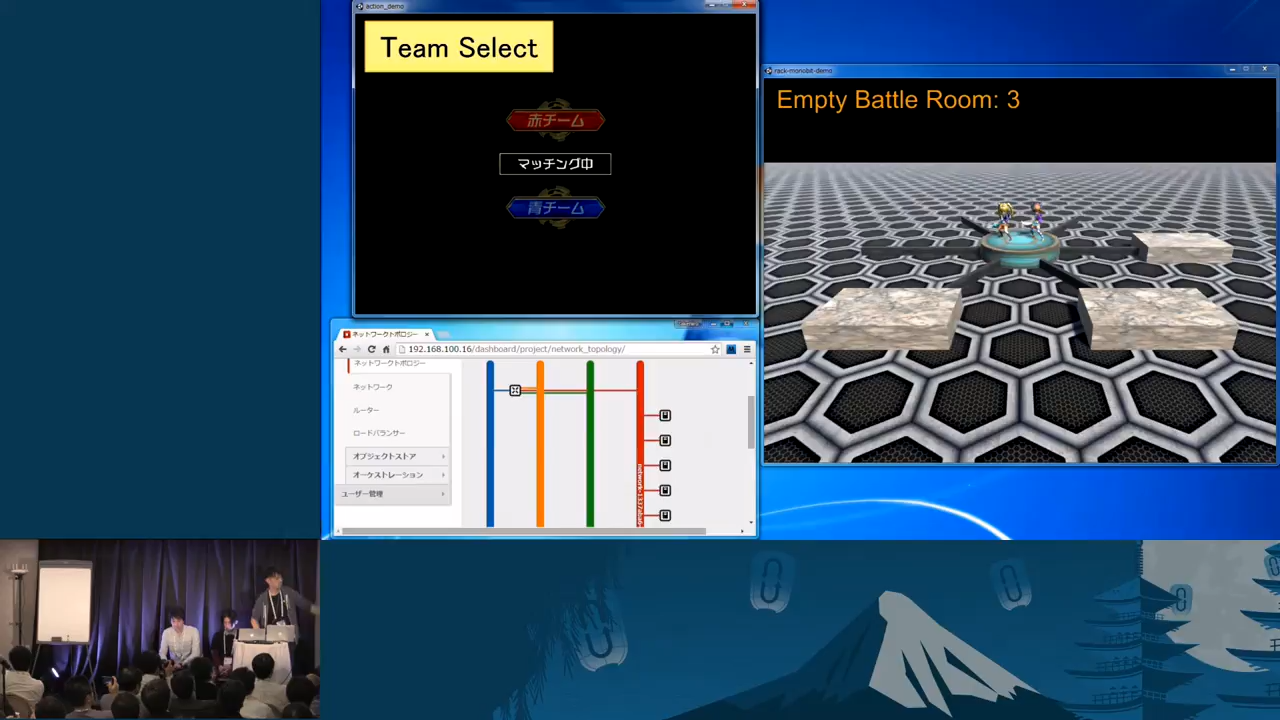 action_demo
Team Select
赤チーム
マッチング中
青チーム
rack-monobit-demo
Empty Battle Room: 3
ネットワークトポロジー
192.168.100.16/dashboard/project/network_topology/
ネットワークトポロジー
ネットワーク
ルーター
ロードバランサー
オブジェクトストア
オーケストレーション
ユーザー管理